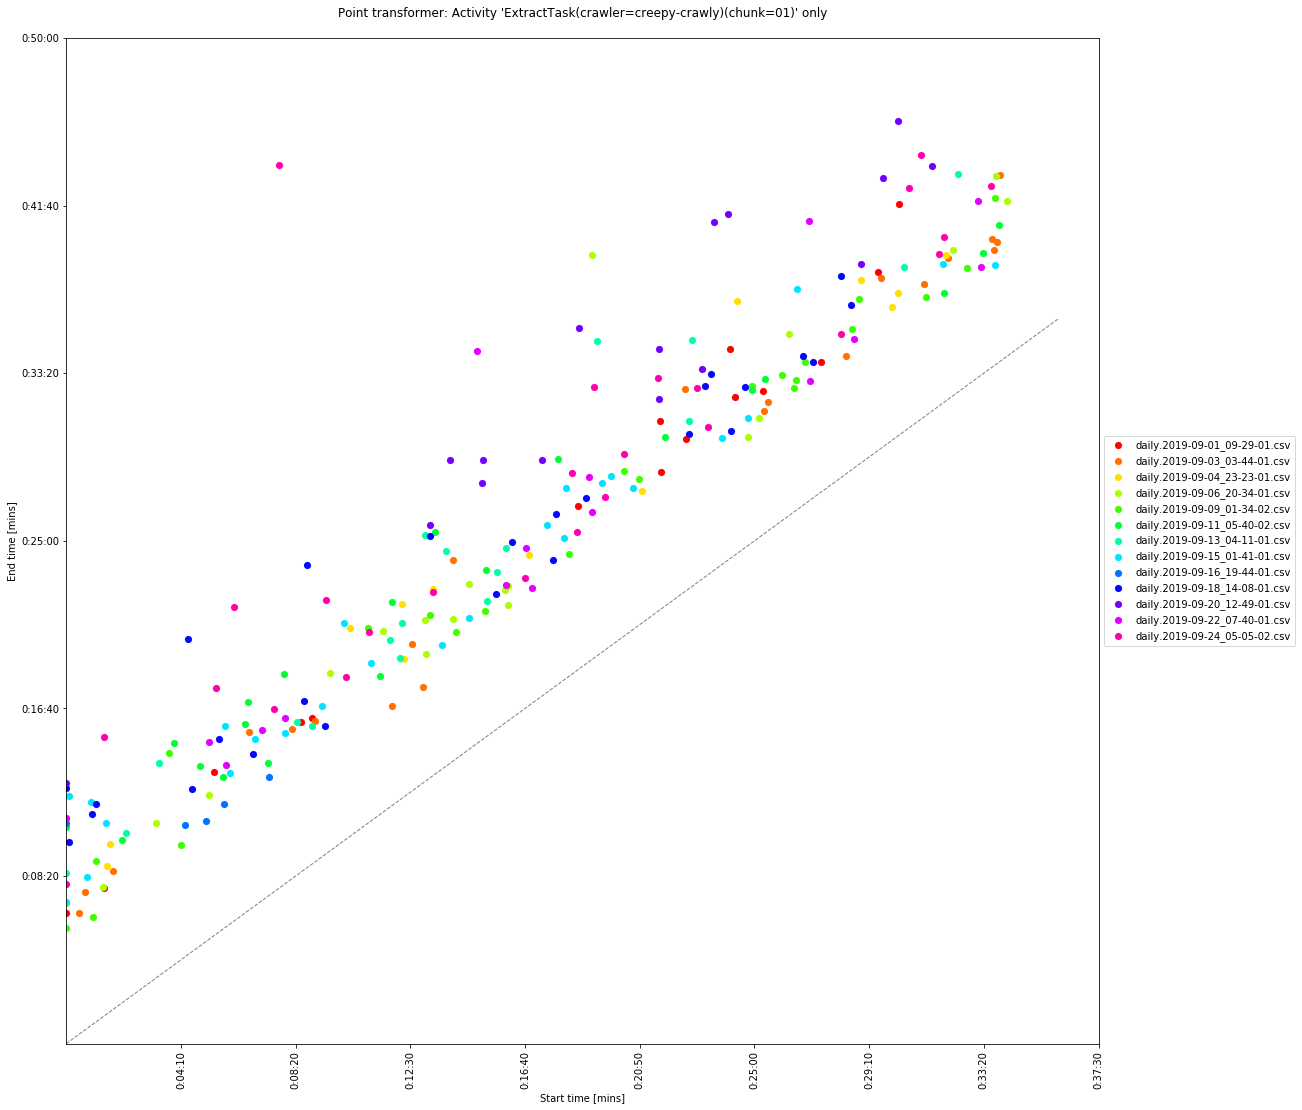 Point transformer: Activity 'ExtractTask(crawler=creepy-crawly)(chunk=01)' only
0:50:00
0:41:40
0:33:20
0:25:00
0:16:40
0:08:20
End time [mins]
0:04:10
0:08:20
0:12:30
0:16:40
0:20:50
0:25:00
0:29:10
0:33:20
0:37:30
Start time [mins]
daily.2019-09-01_09-29-01.csv
daily.2019-09-03_03-44-01.csv
daily.2019-09-04_23-23-01.csv
daily.2019-09-06_20-34-01.csv
daily.2019-09-09_01-34-02.csv
daily.2019-09-11_05-40-02.csv
daily.2019-09-13_04-11-01.csv
daily.2019-09-15_01-41-01.csv
daily.2019-09-16_19-44-01.csv
daily.2019-09-18_14-08-01.csv
daily.2019-09-20_12-49-01.csv
daily.2019-09-22_07-40-01.csv
daily.2019-09-24_05-05-02.csv